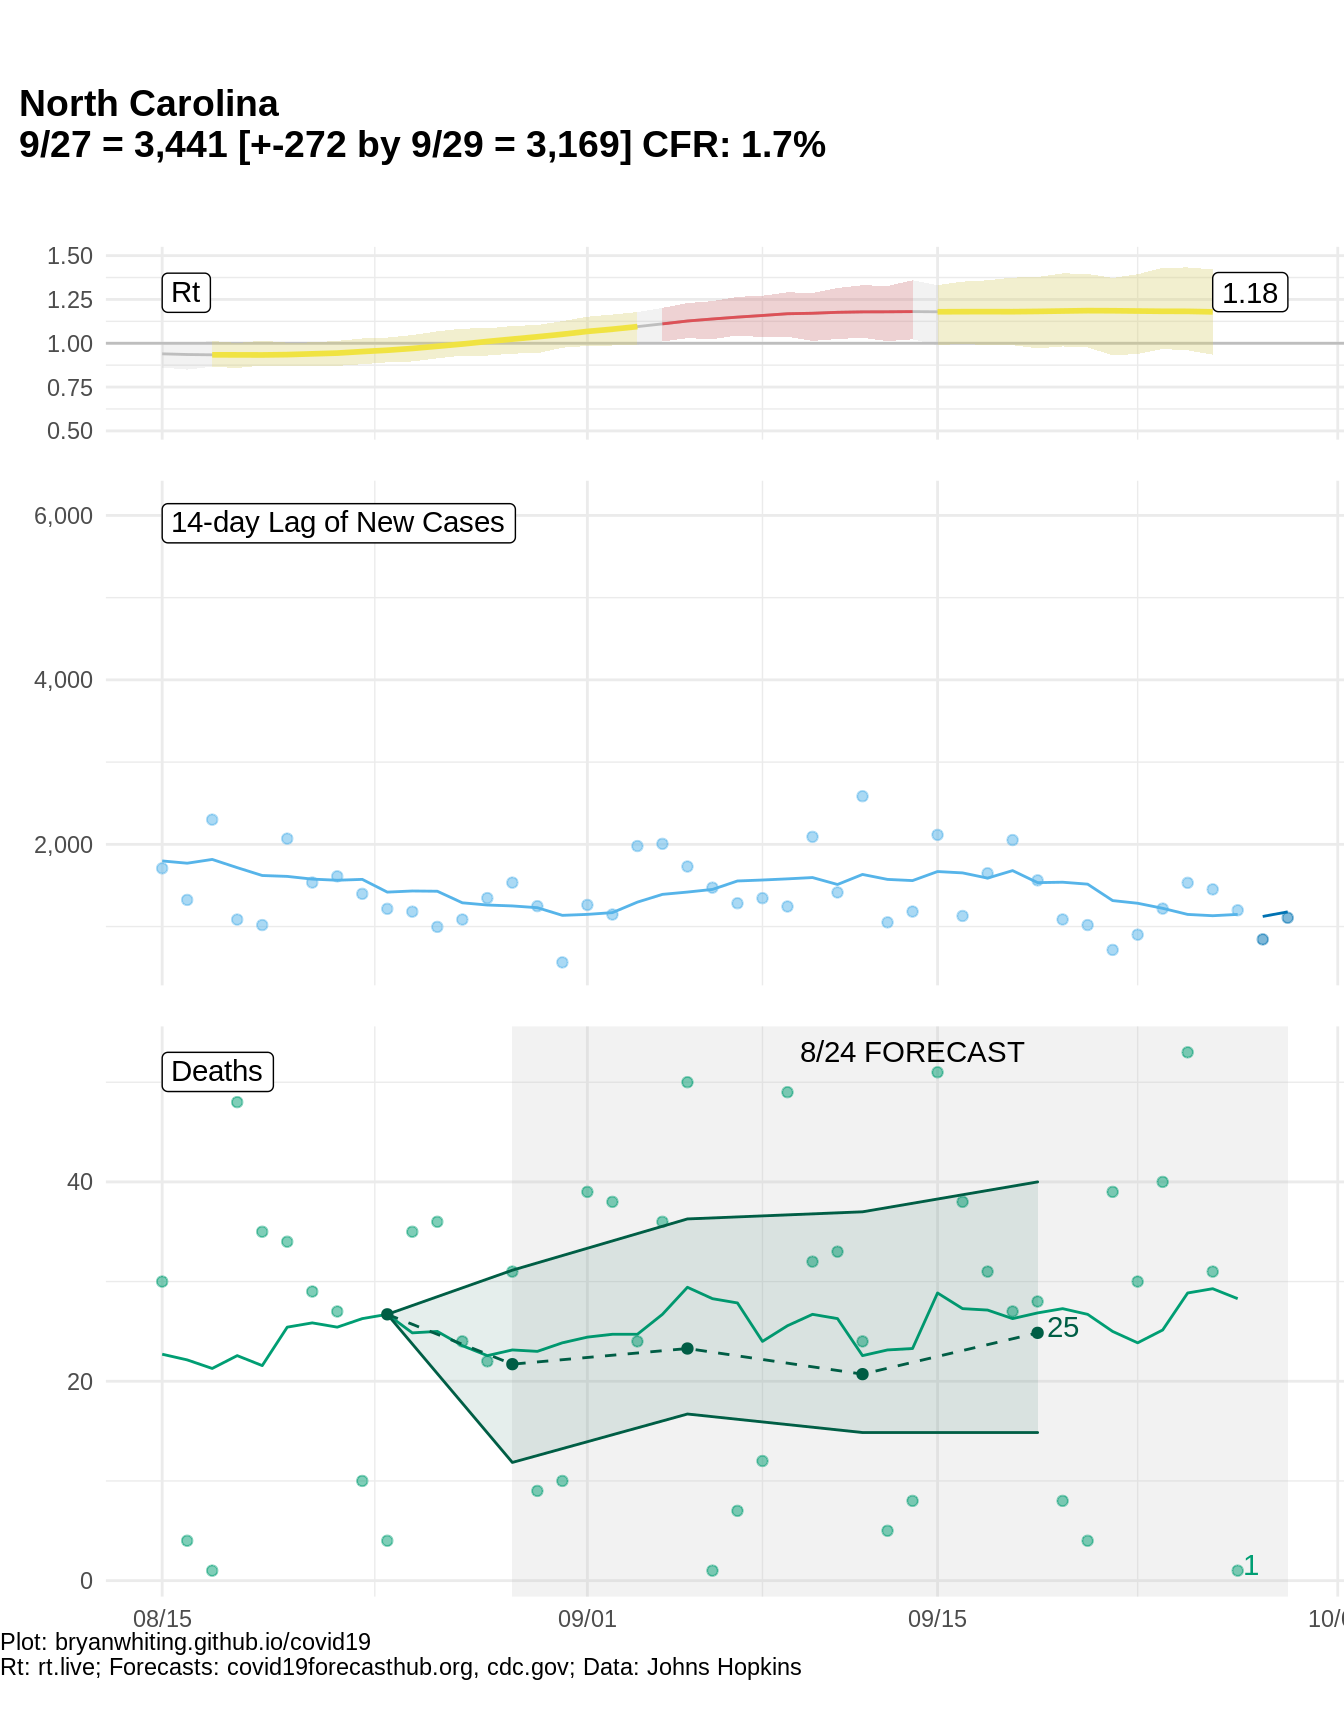 North Carolina
9/27 = 3,441 [+-272 by 9/29 = 3,169] CFR: 1.7%
1.50
1.25
1.00
0.75
0.50
Rt
1.18
6,000
4,000
2,000
14-day Lag of New Cases
Deaths
8/24 FORECAST
40
20
0
25
1
08/15
09/01
09/15
10/0
Plot: bryanwhiting.github.io/covid19
Rt: rt.live; Forecasts: covid19forecasthub.org, cdc.gov; Data: Johns Hopkins